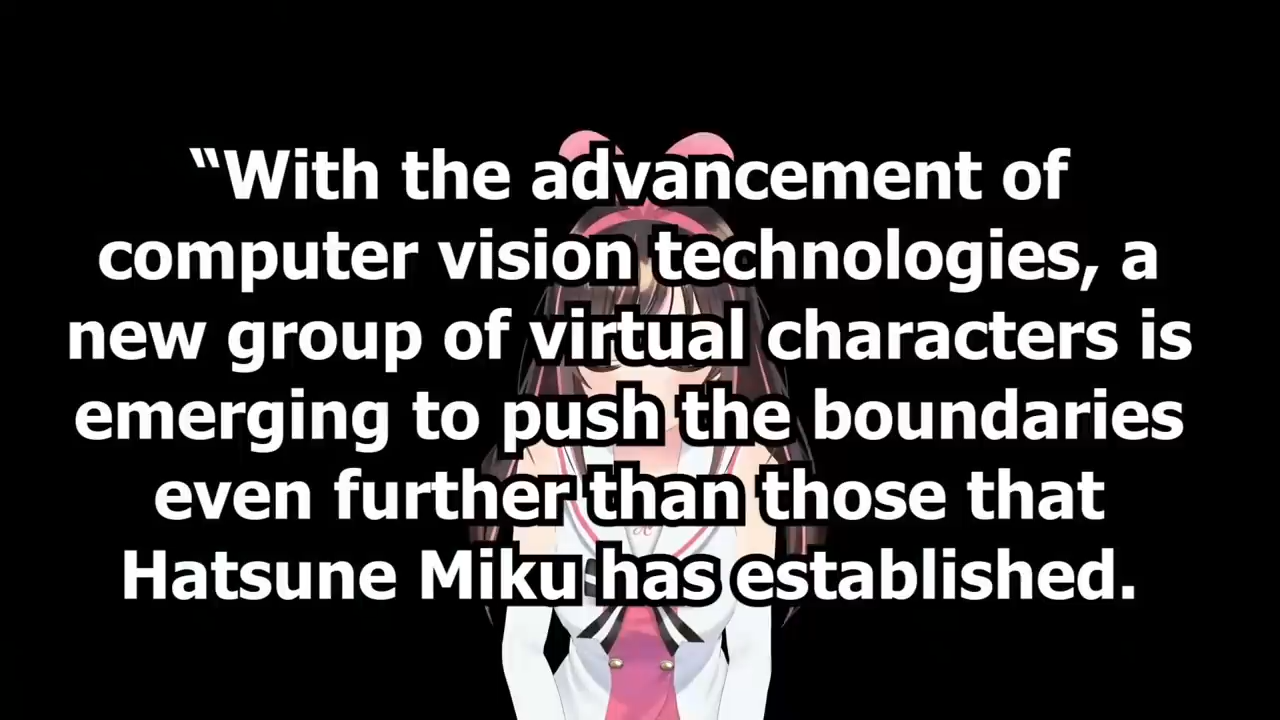 “With the advancement of
computer vision technologies, a
new group of virtual characters is
emerging to push the boundaries
even further than those that
Hatsune Miku has established.